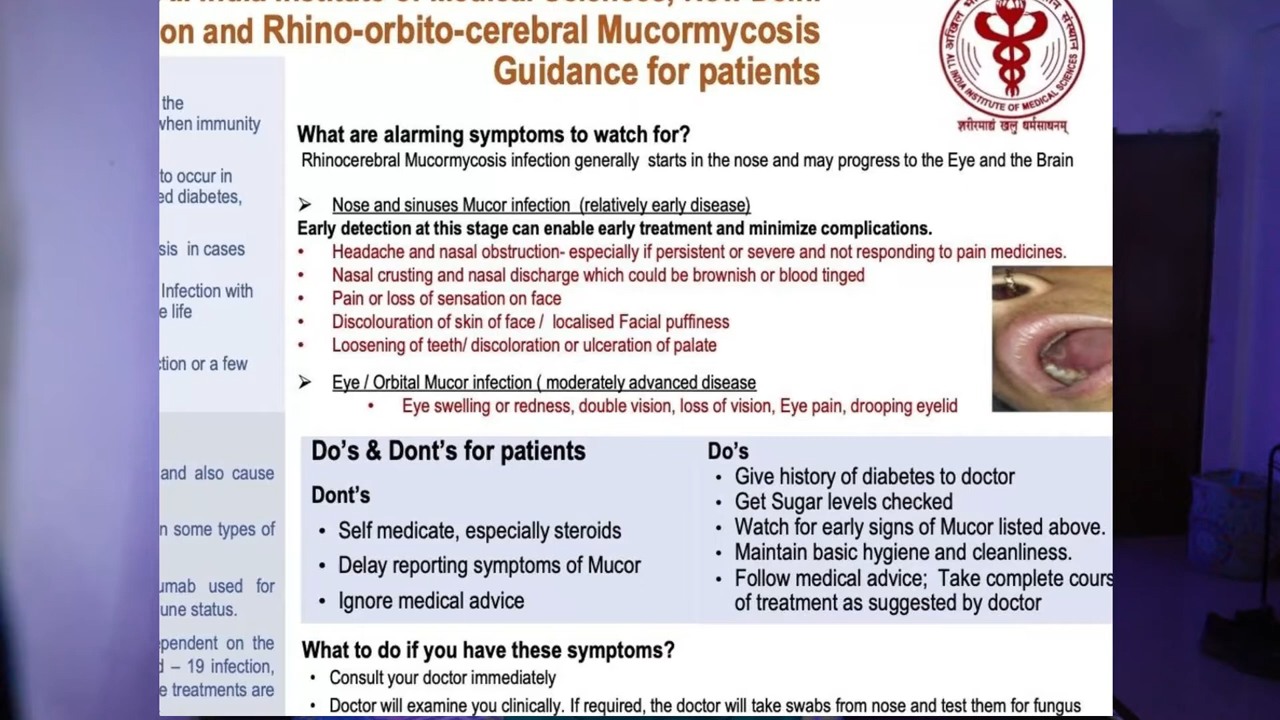 on and Rhino-orbito-cerebral Mucormycosis
Guidance for patients
ALL INDIA INSTITUTE OF MEDICAL SCIENCES
शरीरमाद्यं खलु धर्मसाधनम्
the
when immunity
to occur in
ed diabetes,
sis in cases
Infection with
e life
ction or a few
and also cause
n some types of
umab used for
une status.
ependent on the
d – 19 infection,
e treatments are
What are alarming symptoms to watch for?
Rhinocerebral Mucormycosis infection generally starts in the nose and may progress to the Eye and the Brain
➢ Nose and sinuses Mucor infection (relatively early disease)
Early detection at this stage can enable early treatment and minimize complications.
• Headache and nasal obstruction- especially if persistent or severe and not responding to pain medicines.
• Nasal crusting and nasal discharge which could be brownish or blood tinged
• Pain or loss of sensation on face
• Discolouration of skin of face / localised Facial puffiness
• Loosening of teeth/ discoloration or ulceration of palate
➢ Eye / Orbital Mucor infection ( moderately advanced disease
• Eye swelling or redness, double vision, loss of vision, Eye pain, drooping eyelid
Do's & Dont's for patients
Dont's
• Self medicate, especially steroids
• Delay reporting symptoms of Mucor
• Ignore medical advice
Do's
• Give history of diabetes to doctor
• Get Sugar levels checked
• Watch for early signs of Mucor listed above.
• Maintain basic hygiene and cleanliness.
• Follow medical advice; Take complete cours
of treatment as suggested by doctor
What to do if you have these symptoms?
• Consult your doctor immediately
• Doctor will examine you clinically. If required, the doctor will take swabs from nose and test them for fungus